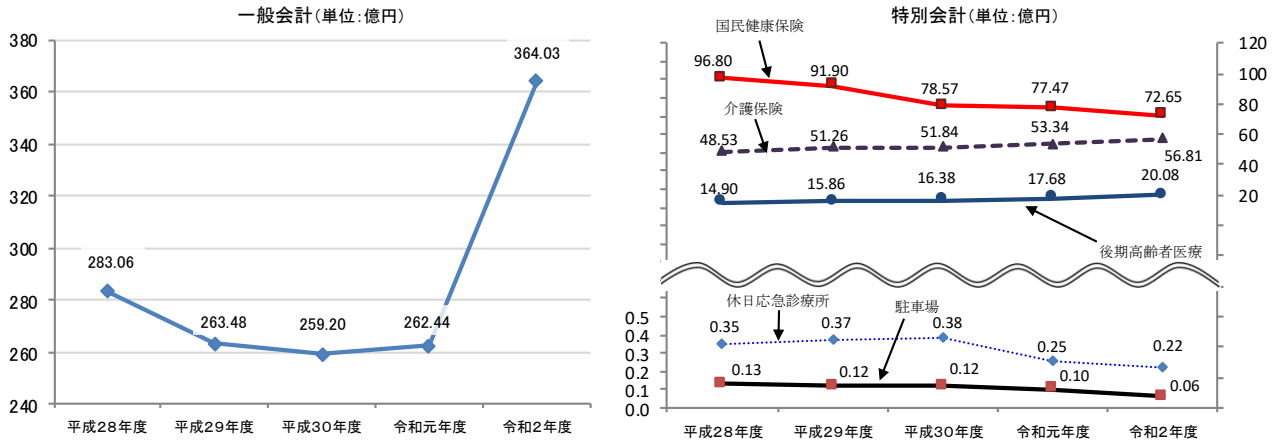 一般会計(単位:億円)
380
360
340
320
300
280
260
240
283.06
263.48
259.20
262.44
364.03
平成28年度
平成29年度
平成30年度
令和元年度
令和2年度
特別会計(単位:億円)
国民健康保険
96.80
91.90
78.57
77.47
72.65
介護保険
48.53
51.26
51.84
53.34
56.81
14.90
15.86
16.38
17.68
20.08
後期高齢者医療
120
100
80
60
40
20
休日応急診療所
駐車場
0.5
0.4
0.3
0.2
0.1
0.0
0.35
0.37
0.38
0.25
0.22
0.13
0.12
0.12
0.10
0.06
平成28年度
平成29年度
平成30年度
令和元年度
令和2年度